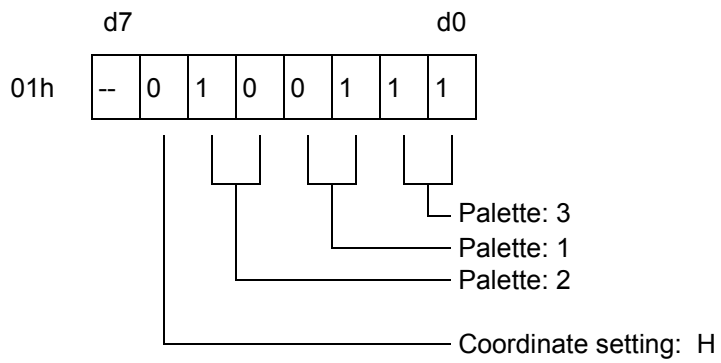 d7 d0
01h -- 0 1 0 0 1 1 1
Palette: 3
Palette: 1
Palette: 2
Coordinate setting: H